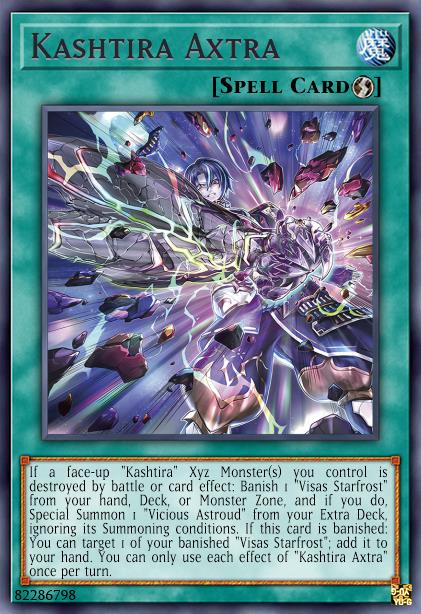 Kashtira Axtra
魔
[Spell Card]
If a face-up "Kashtira" Xyz Monster(s) you control is
destroyed by battle or card effect: Banish 1 "Visas Starfrost"
from your hand, Deck, or Monster Zone, and if you do,
Special Summon 1 "Vicious Astroud" from your Extra Deck,
ignoring its Summoning conditions. If this card is banished:
You can target 1 of your banished "Visas Starfrost"; add it to
your hand. You can only use each effect of "Kashtira Axtra"
once per turn.
82286798